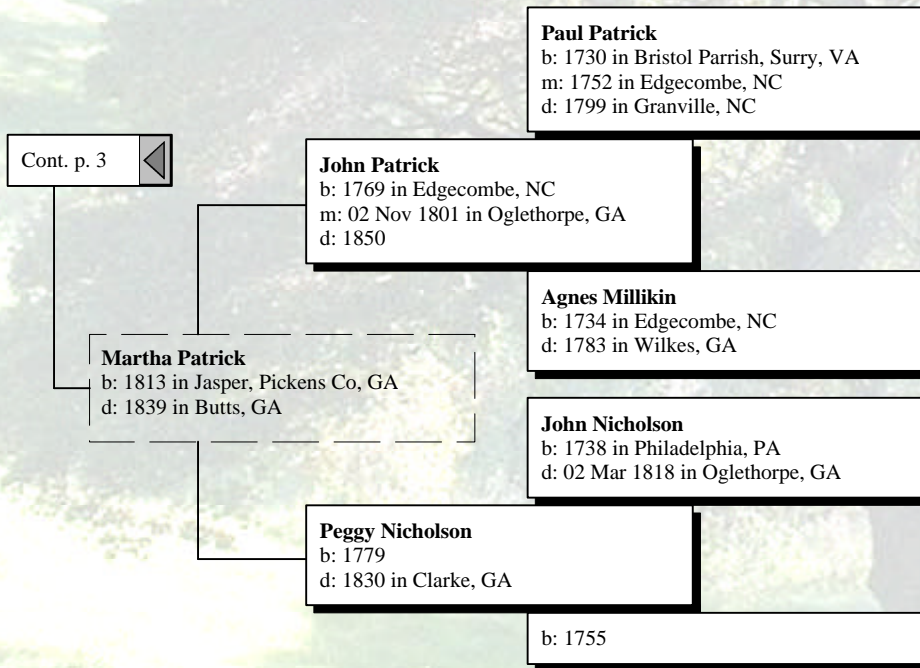 Paul Patrick
b: 1730 in Bristol Parrish, Surry, VA
m: 1752 in Edgecombe, NC
d: 1799 in Granville, NC
Cont. p. 3
John Patrick
b: 1769 in Edgecombe, NC
m: 02 Nov 1801 in Oglethorpe, GA
d: 1850
Agnes Millikin
b: 1734 in Edgecombe, NC
d: 1783 in Wilkes, GA
Martha Patrick
b: 1813 in Jasper, Pickens Co, GA
d: 1839 in Butts, GA
John Nicholson
b: 1738 in Philadelphia, PA
d: 02 Mar 1818 in Oglethorpe, GA
Peggy Nicholson
b: 1779
d: 1830 in Clarke, GA
b: 1755